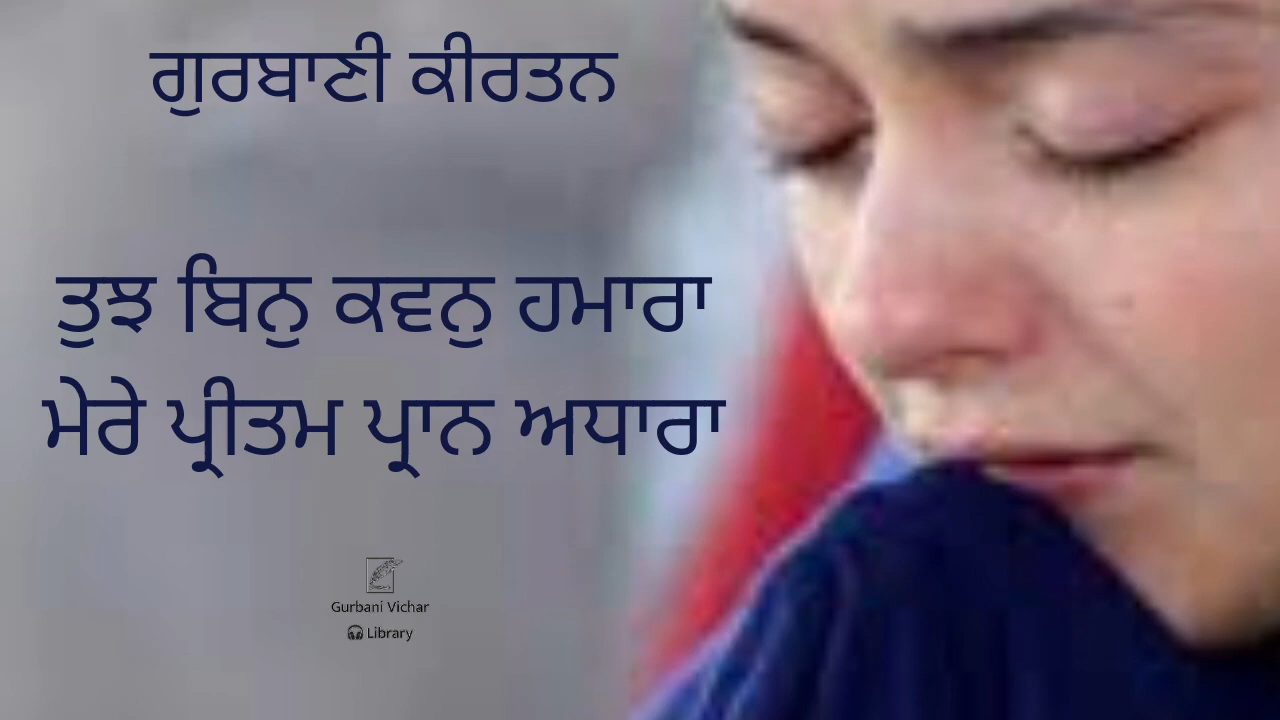 ਗੁਰਬਾਣੀ ਕੀਰਤਨ
ਤੁਝ ਬਿਨੁ ਕਵਨੁ ਹਮਾਰਾ
ਮੇਰੇ ਪ੍ਰੀਤਮ ਪ੍ਰਾਨ ਅਧਾਰਾ
Gurbani Vichar
🎧 Library